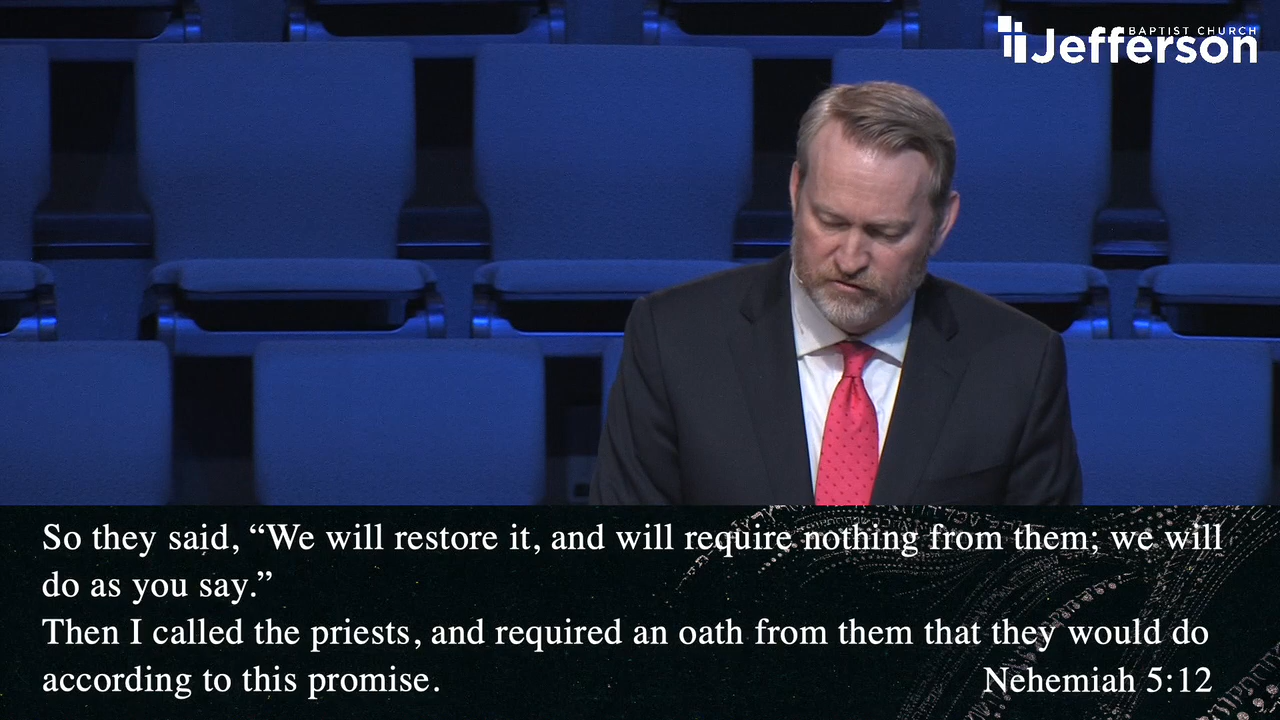 BAPTIST CHURCH
Jefferson
So they said, “We will restore it, and will require nothing from them; we will
do as you say.”
Then I called the priests, and required an oath from them that they would do
according to this promise.
Nehemiah 5:12